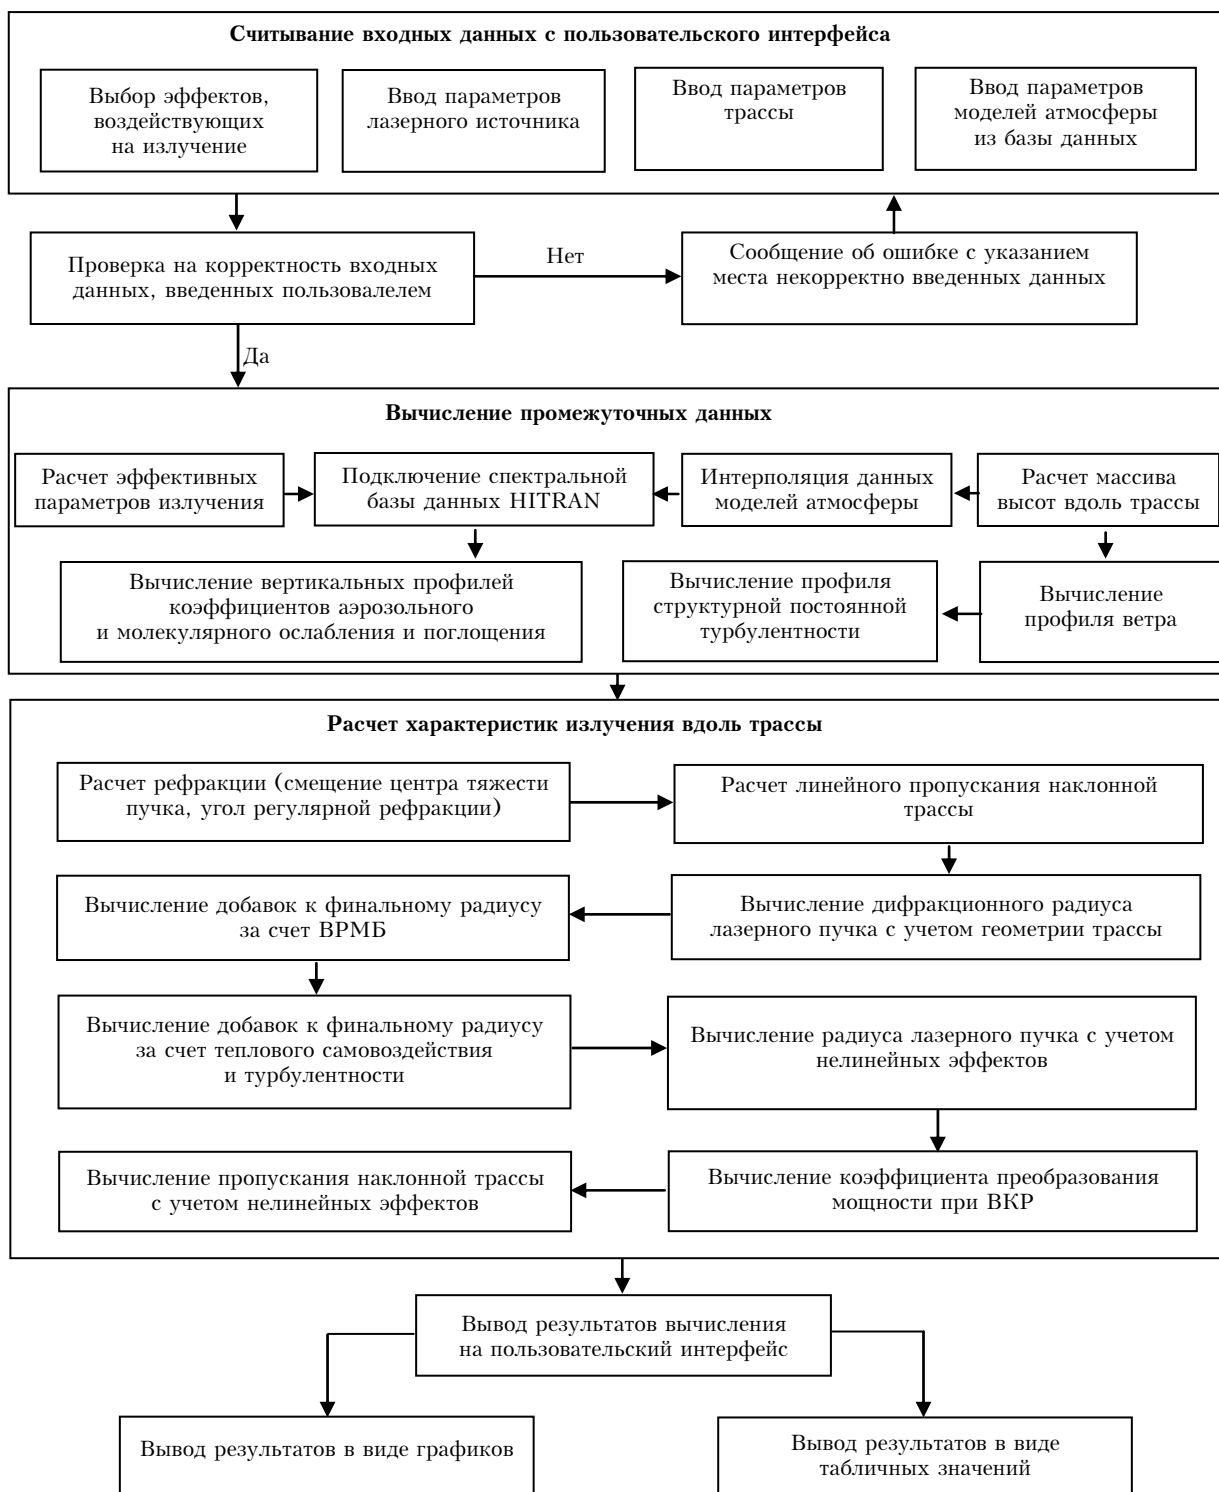 Считывание входных данных с пользовательского интерфейса
Выбор эффектов,
воздействующих
на излучение
Ввод параметров
лазерного источника
Ввод параметров
трассы
Ввод параметров
моделей атмосферы
из базы данных
Проверка на корректность входных
данных, введенных пользовалелем
Нет
Сообщение об ошибке с указанием
места некорректно введенных данных
Да
Вычисление промежуточных данных
Расчет эффективных
параметров излучения
Подключение спектральной
базы данных HITRAN
Интерполяция данных
моделей атмосферы
Расчет массива
высот вдоль трассы
Вычисление вертикальных профилей
коэффициентов аэрозольного
и молекулярного ослабления и поглощения
Вычисление профиля
структурной постоянной
турбулентности
Вычисление
профиля ветра
Расчет характеристик излучения вдоль трассы
Расчет рефракции (смещение центра тяжести
пучка, угол регулярной рефракции)
Расчет линейного пропускания наклонной
трассы
Вычисление добавок к финальному радиусу
за счет ВРМБ
Вычисление дифракционного радиуса
лазерного пучка с учетом геометрии трассы
Вычисление добавок к финальному радиусу
за счет теплового самовоздействия
и турбулентности
Вычисление радиуса лазерного пучка с учетом
нелинейных эффектов
Вычисление пропускания наклонной трассы
с учетом нелинейных эффектов
Вычисление коэффициента преобразования
мощности при ВКР
Вывод результатов вычисления
на пользовательский интерфейс
Вывод результатов в виде графиков
Вывод результатов в виде
табличных значений